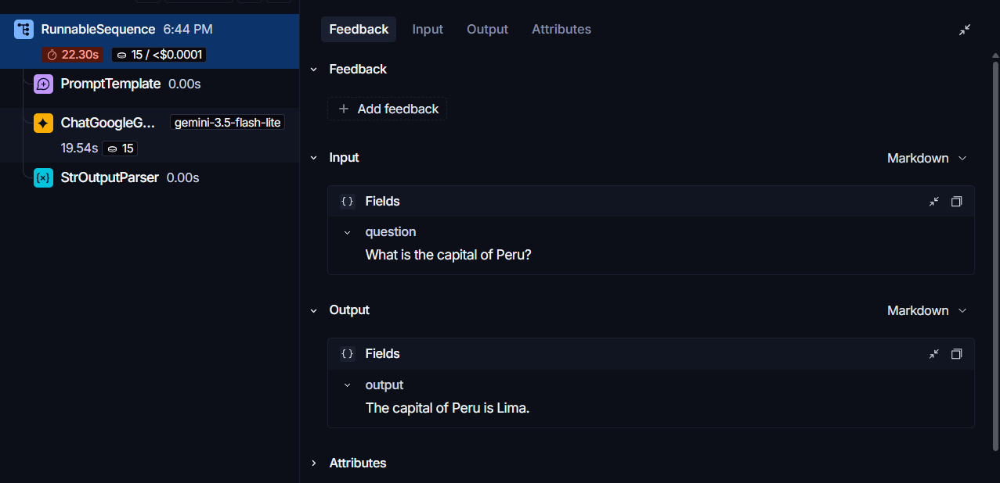 RunnableSequence 6:44 PM
22.30s 15 / <$0.0001
PromptTemplate 0.00s
ChatGoogleG... gemini-3.5-flash-lite
19.54s 15
StrOutputParser 0.00s
Feedback Input Output Attributes
Feedback
+ Add feedback
Input Markdown
{} Fields
question
What is the capital of Peru?
Output Markdown
{} Fields
output
The capital of Peru is Lima.
Attributes